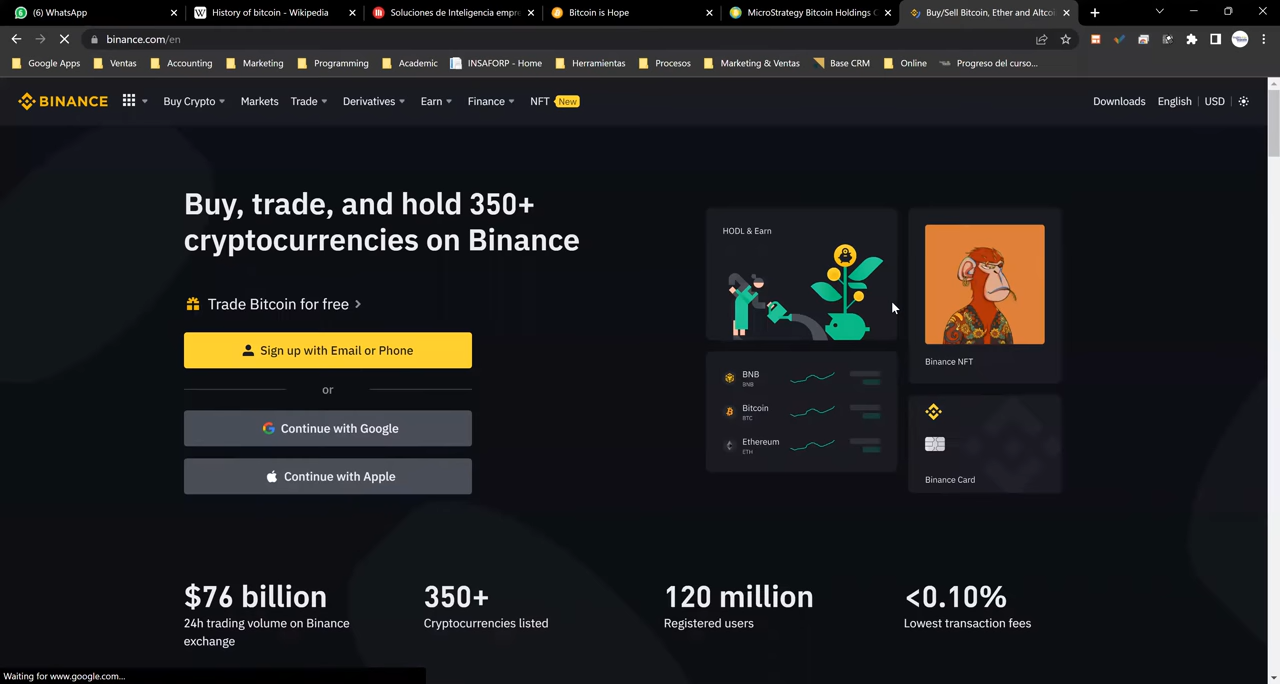 (6) WhatsApp
History of bitcoin - Wikipedia
Soluciones de Inteligencia empre
Bitcoin is Hope
MicroStrategy Bitcoin Holdings C
Buy/Sell Bitcoin, Ether and Altcoi
binance.com/en
Google Apps
Ventas
Accounting
Marketing
Programming
Academic
INSAFORP - Home
Herramientas
Procesos
Marketing & Ventas
Base CRM
Online
Progreso del curso...
BINANCE
Buy Crypto
Markets
Trade
Derivatives
Earn
Finance
NFT New
Downloads
English
USD
Buy, trade, and hold 350+
cryptocurrencies on Binance
Trade Bitcoin for free
Sign up with Email or Phone
or
Continue with Google
Continue with Apple
HODL & Earn
BNB
BNB
Bitcoin
BTC
Ethereum
ETH
Binance NFT
Binance Card
$76 billion
24h trading volume on Binance
exchange
350+
Cryptocurrencies listed
120 million
Registered users
<0.10%
Lowest transaction fees
Waiting for www.google.com...